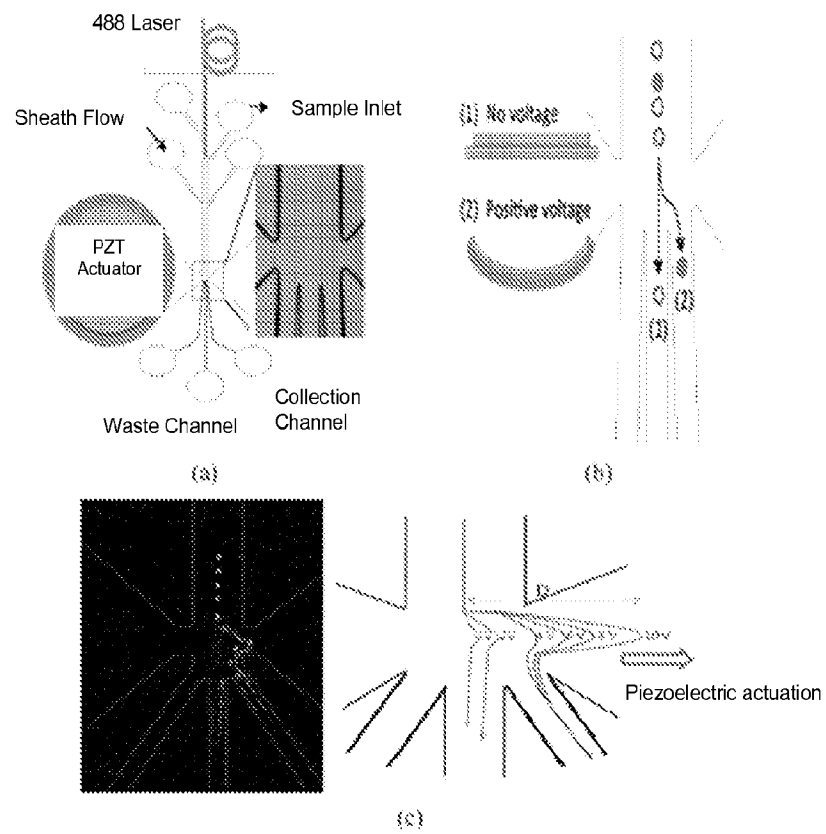 488 Laser
Sheath Flow
Sample Inlet
PZT
Actuator
Waste Channel
Collection
Channel
(a)
(1) No voltage
(2) Positive voltage
(1)
(2)
(b)
Piezoelectric actuation
(c)